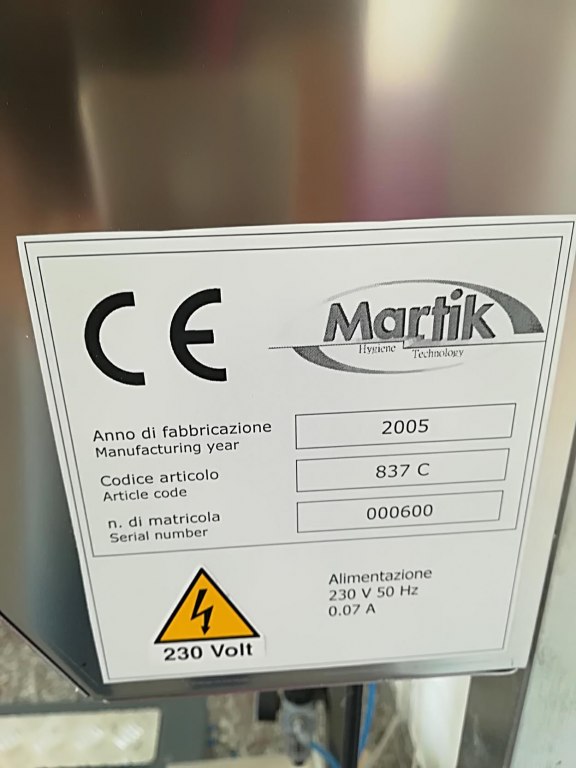 CE
Martik
Hygiene Technology
Anno di fabbricazione
Manufacturing year
2005
Codice articolo
Article code
837 C
n. di matricola
Serial number
000600
230 Volt
Alimentazione
230 V 50 Hz
0.07 A